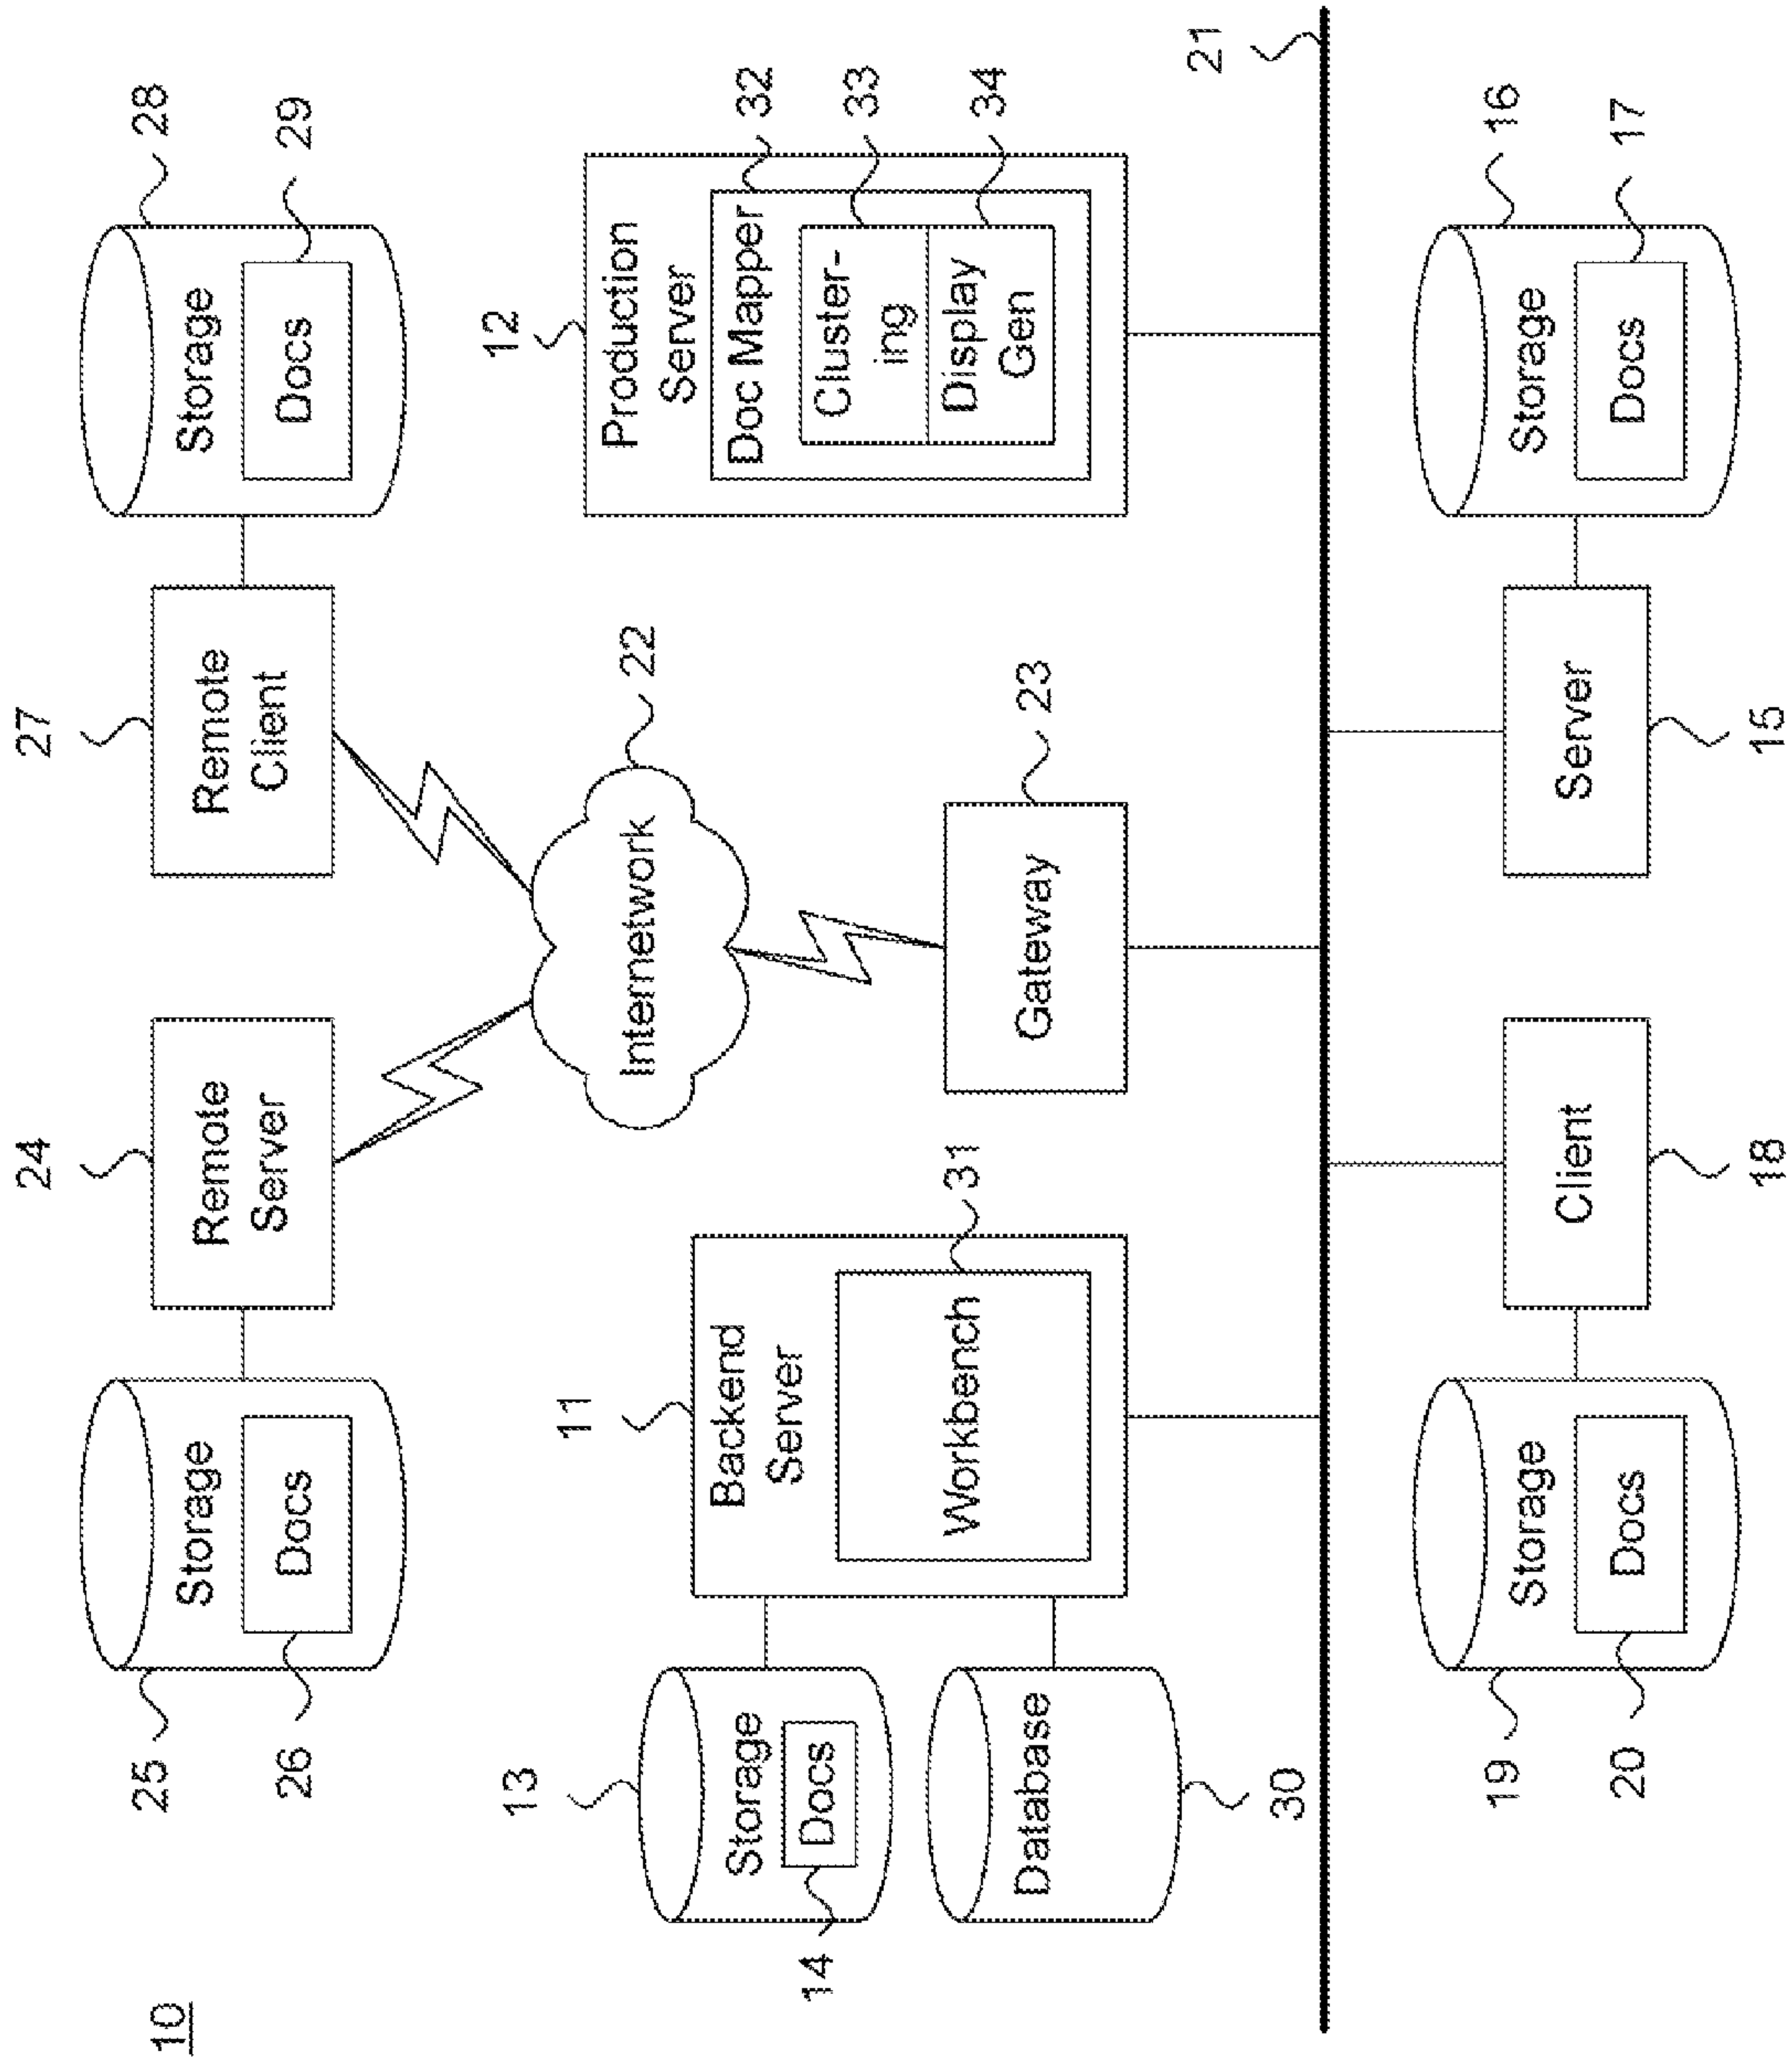 10
24
27
25
Storage
Docs
26
Remote
Server
Remote
Client
Storage
Docs
28
29
13
Storage
Docs
14
Database
30
11
Backend
Server
Workbench
31
Internetwork
22
Gateway
23
12
Production
Server
Doc Mapper
Cluster-
ing
Display
Gen
32
33
34
21
19
Storage
Docs
20
Client
18
Server
15
Storage
Docs
16
17